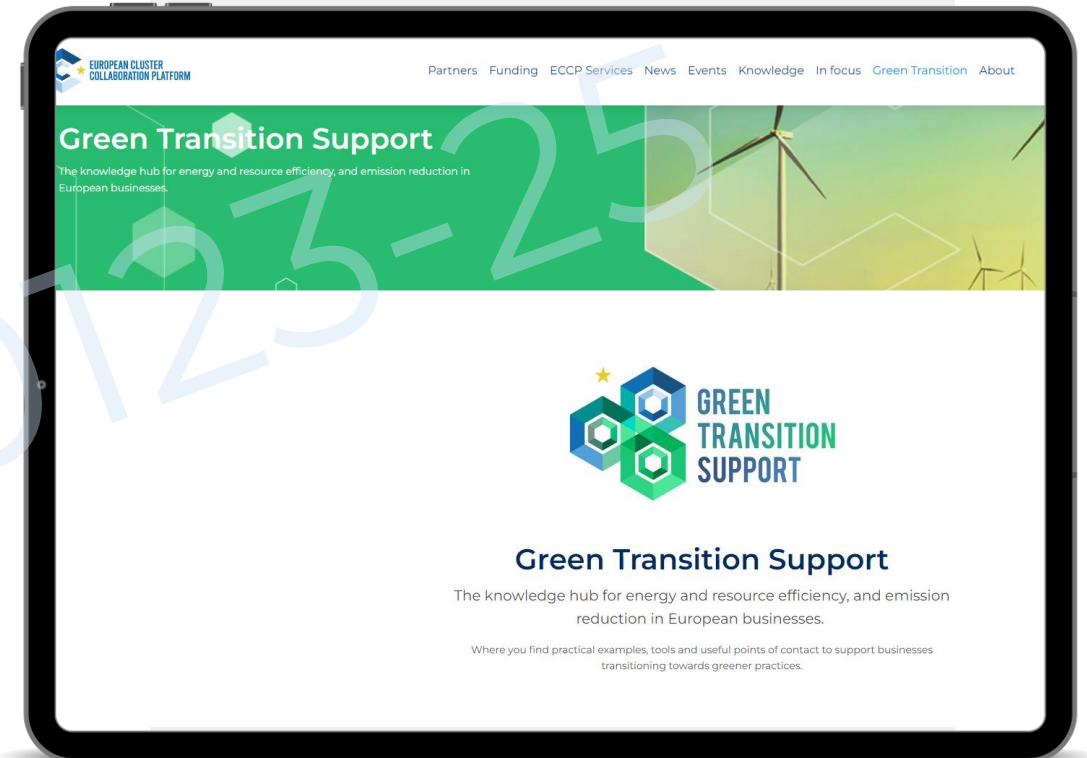 EUROPEAN CLUSTER
COLLABORATION PLATFORM
Partners Funding ECCP Services News Events Knowledge In focus Green Transition About
Green Transition Support
The knowledge hub for energy and resource efficiency, and emission reduction in
European businesses.
0123-25
GREEN
TRANSITION
SUPPORT
Green Transition Support
The knowledge hub for energy and resource efficiency, and emission
reduction in European businesses.
Where you find practical examples, tools and useful points of contact to support businesses
transitioning towards greener practices.